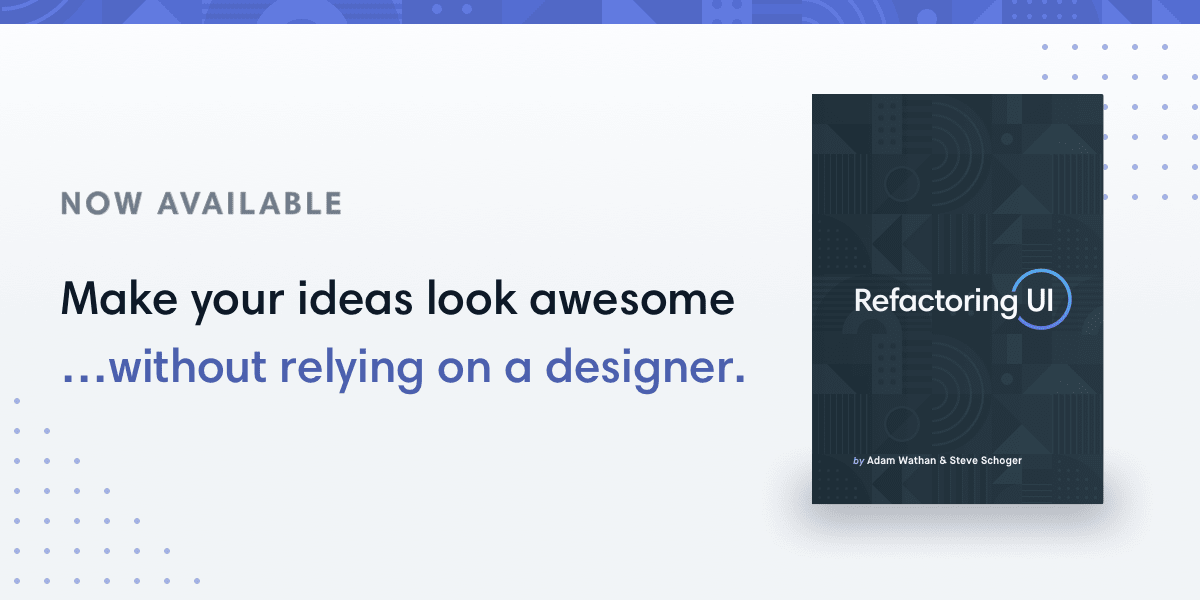 NOW AVAILABLE
Make your ideas look awesome
...without relying on a designer.
Refactoring UI
by Adam Wathan & Steve Schoger